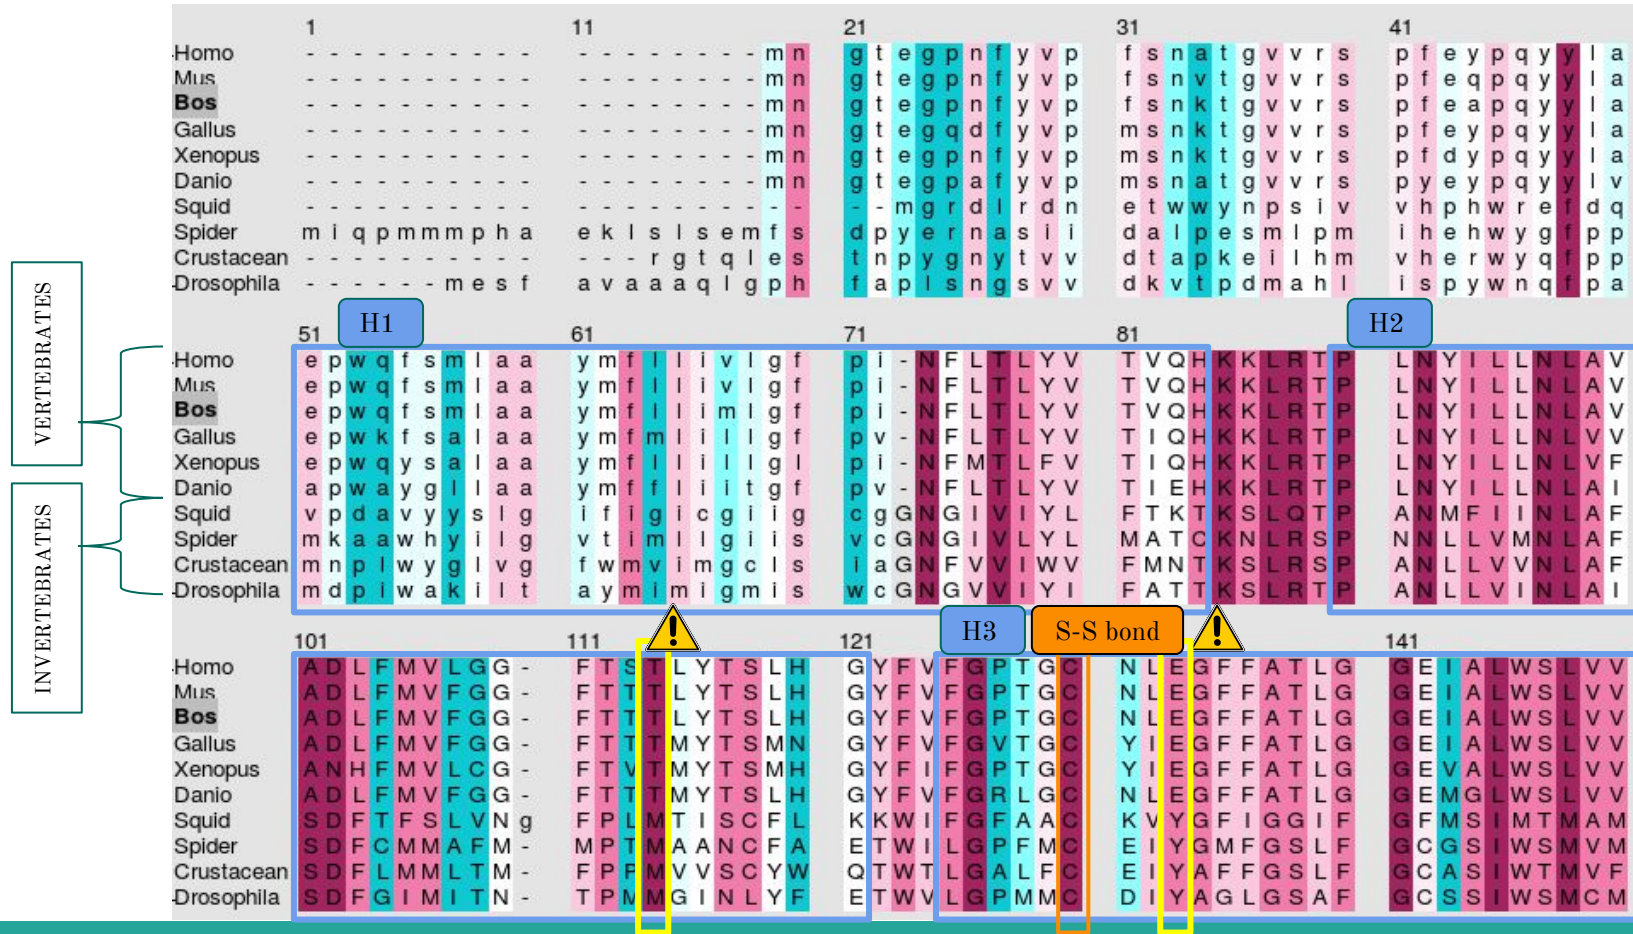 1 11 21 31 41
Homo - - - - - - - - - - - - - - - - - - m n g t e g p n f y v p f s n a t g v v r s p f e y p q y y l a
Mus - - - - - - - - - - - - - - - - - - m n g t e g p n f y v p f s n v t g v v r s p f e q p q y y l a
Bos - - - - - - - - - - - - - - - - - - m n g t e g p n f y v p f s n k t g v v r s p f e a p q y y l a
Gallus - - - - - - - - - - - - - - - - - - m n g t e g q d f y v p m s n k t g v v r s p f e y p q y y l a
Xenopus - - - - - - - - - - - - - - - - - - m n g t e g p n f y v p m s n k t g v v r s p f d y p q y y l a
Danio - - - - - - - - - - - - - - - - - - m n g t e g p a f y v p m s n a t g v v r s p y e y p q y y l v
Squid - - - - - - - - - - - - - - - - - - - - - - m g r d l r d n e t w w y n p s i v v h p h w r e f d q
Spider m i q p m m m p h a e k l s l s e m f s d p y e r n a s i i d a l p e s m l p m i h e h w y g f p p
Crustacean - - - - - - - - - - - - - r g t q l e s t n p y g n y t v v d t a p k e i l h m v h e r w y q f p p
Drosophila - - - - - - m e s f a v a a a q l g p h f a p l s n g s v v d k v t p d m a h l i s p y w n q f p a
VERTEBRATES
INVERTEBRATES
H1
H2
51 61 71 81
Homo e p w q f s m l a a y m f l l i v l g f p i - N F L T L Y V T V Q H K K L R T P L N Y I L L N L A V
Mus e p w q f s m l a a y m f l l i v l g f p i - N F L T L Y V T V Q H K K L R T P L N Y I L L N L A V
Bos e p w q f s m l a a y m f l l i m l g f p i - N F L T L Y V T V Q H K K L R T P L N Y I L L N L A V
Gallus e p w k f s a l a a y m f m l i l l g f p v - N F L T L Y V T I Q H K K L R T P L N Y I L L N L V V
Xenopus e p w q y s a l a a y m f l l i l l g l p i - N F M T L F V T I Q H K K L R T P L N Y I L L N L V F
Danio a p w a y g l l a a y m f f l i i t g f p v - N F L T L Y V T I E H K K L R T P L N Y I L L N L A I
Squid v p d a v y y s l g i f i g i c g i i g c g G N G I V I Y L F T K T K S L Q T P A N M F I I N L A F
Spider m k a a w h y i l g v t i m l l g i i s v c G N G I V L Y L M A T C K N L R S P N N L L V M N L A F
Crustacean m n p l w y g l v g f w m v i m g c l s i a G N F V V I W V F M N T K S L R S P A N L L V V N L A F
Drosophila m d p i w a k i l t a y m i m i g m i s w c G N G V V I Y I F A T T K S L R T P A N L L V I N L A I
H3
S-S bond
101 111 121 141
Homo A D L F M V L G G - F T S T L Y T S L H G Y F V F G P T G C N L E G F F A T L G G E I A L W S L V V
Mus A D L F M V F G G - F T T T L Y T S L H G Y F V F G P T G C N L E G F F A T L G G E I A L W S L V V
Bos A D L F M V F G G - F T T T L Y T S L H G Y F V F G P T G C N L E G F F A T L G G E I A L W S L V V
Gallus A D L F M V F G G - F T T T M Y T S M N G Y F V F G V T G C Y I E G F F A T L G G E I A L W S L V V
Xenopus A N H F M V L C G - F T V T M Y T S M H G Y F I F G P T G C Y I E G F F A T L G G E V A L W S L V V
Danio A D L F M V F G G - F T T T M Y T S L H G Y F V F G R L G C N L E G F F A T L G G E M G L W S L V V
Squid S D F T F S L V N g F P L M T I S C F L K K W I F G F A A C K V Y G F I G G I F G F M S I M T M A M
Spider S D F C M M A F M - M P T M A A N C F A E T W I L G P F M C E I Y G M F G S L F G C G S I W S M V M
Crustacean S D F L M M L T M - F P P M V V S C Y W Q T W T L G A L F C E I Y A F F G S L F G C A S I W T M V F
Drosophila S D F G I M I T N - T P M M G I N L Y F E T W V L G P M M C D I Y A G L G S A F G C S S I W S M C M